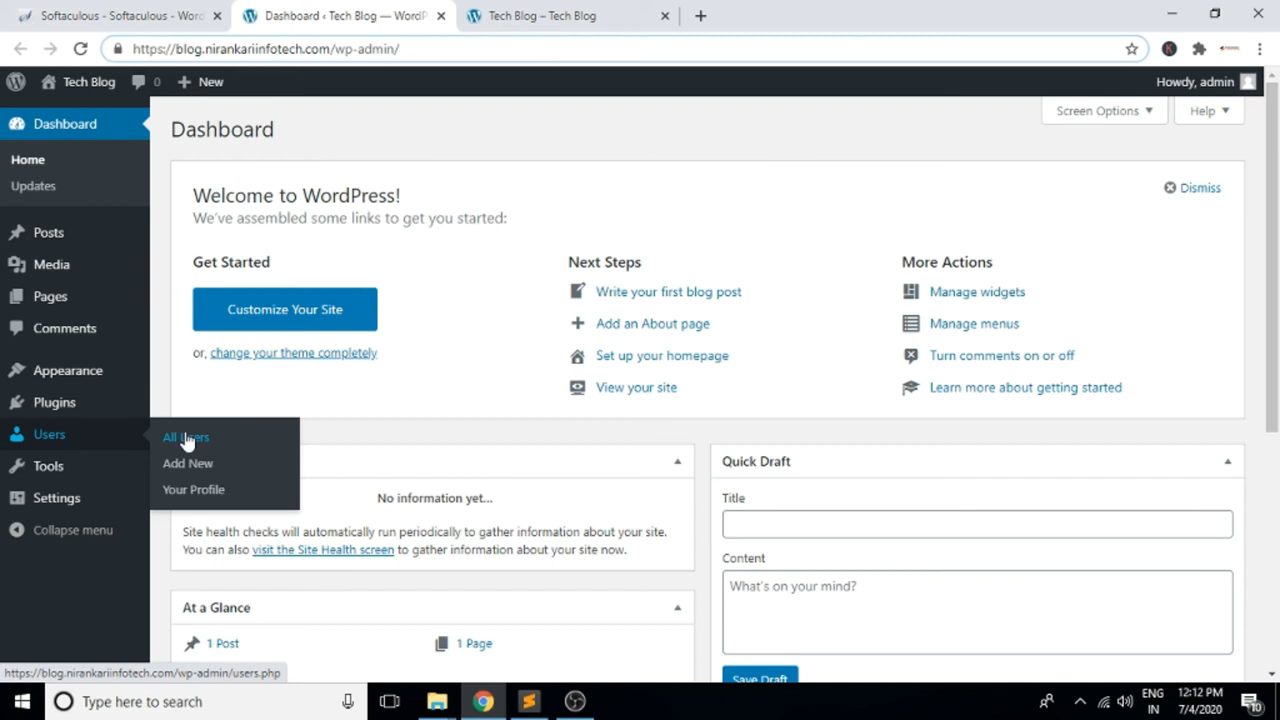 Softaculous - Softaculous - Word
Dashboard ‹ Tech Blog — WordP
Tech Blog – Tech Blog
https://blog.nirankariinfotech.com/wp-admin/
Tech Blog
0
New
Howdy, admin
Dashboard
Home
Updates
Posts
Media
Pages
Comments
Appearance
Plugins
Users
Tools
Settings
Collapse menu
All Users
Add New
Your Profile
Dashboard
Screen Options
Help
Welcome to WordPress!
Dismiss
We've assembled some links to get you started:
Get Started
Customize Your Site
or, change your theme completely
Next Steps
Write your first blog post
Add an About page
Set up your homepage
View your site
More Actions
Manage widgets
Manage menus
Turn comments on or off
Learn more about getting started
No information yet...
Site health checks will automatically run periodically to gather information about your site.
You can also visit the Site Health screen to gather information about your site now.
At a Glance
1 Post
1 Page
Quick Draft
Title
Content
What's on your mind?
Save Draft
https://blog.nirankariinfotech.com/wp-admin/users.php
Type here to search
ENG
IN
12:12 PM
7/4/2020
10